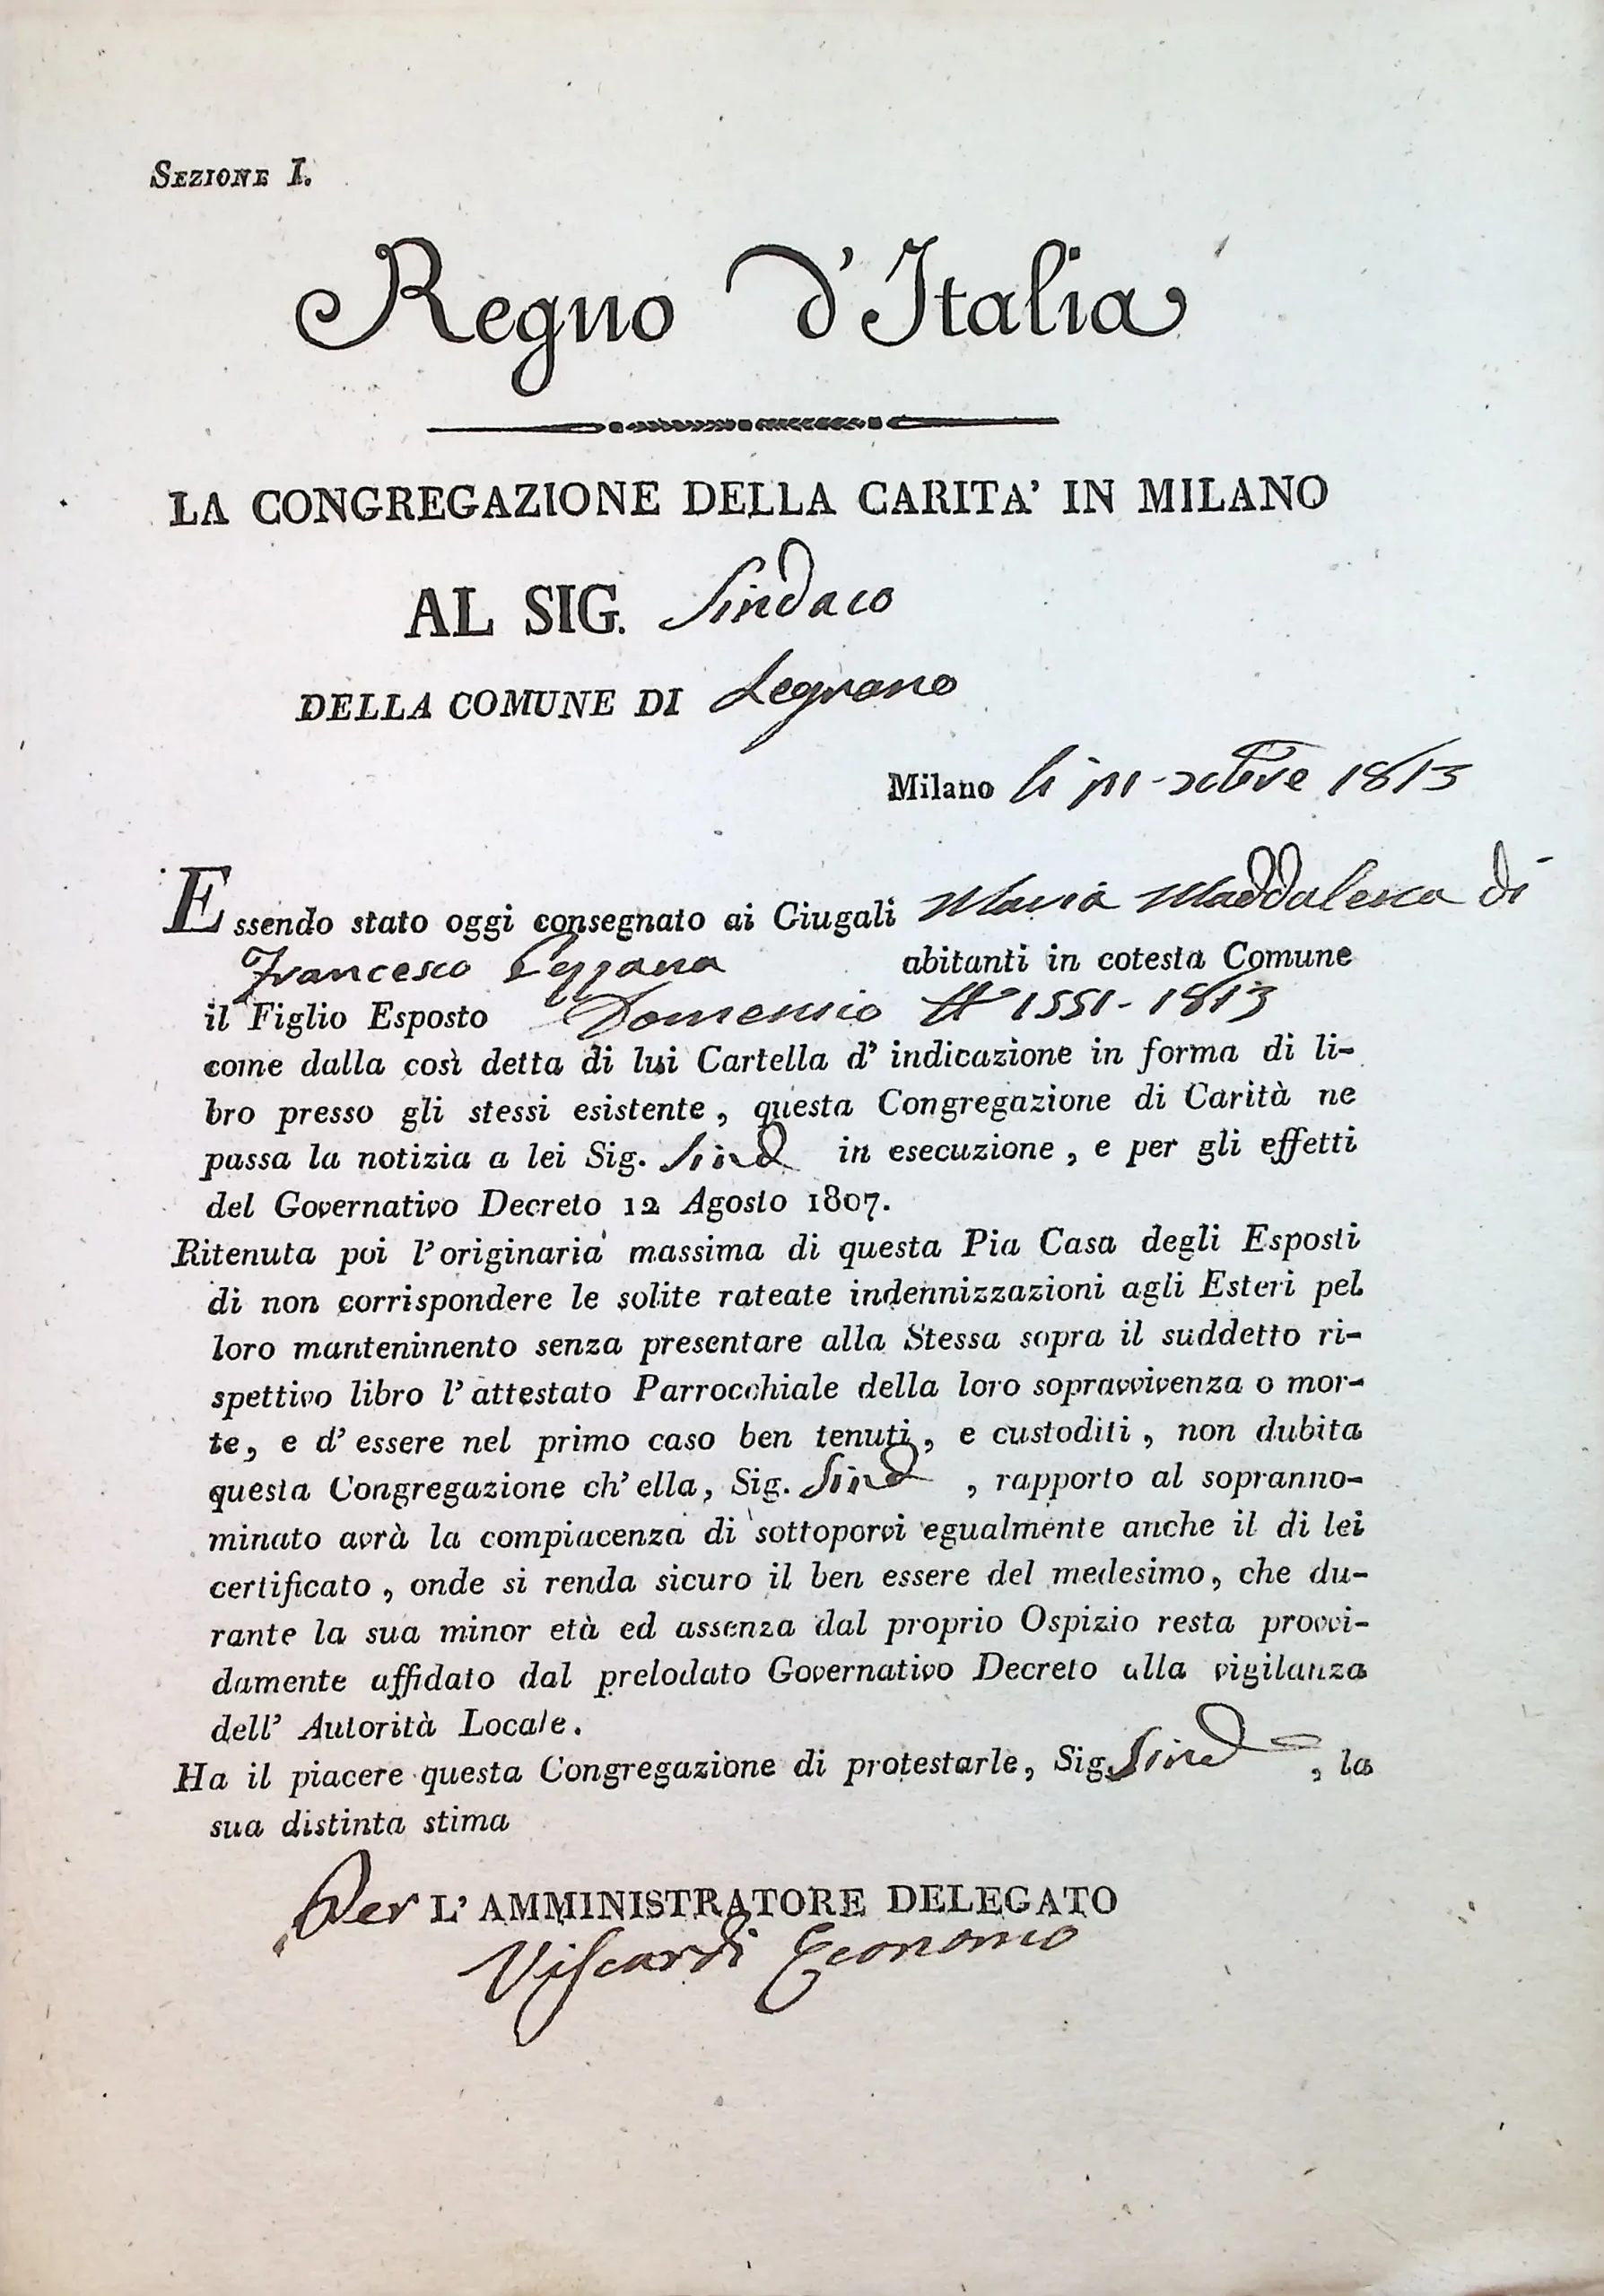 SEZIONE I.
Regno d'Italia
LA CONGREGAZIONE DELLA CARITA' IN MILANO
AL SIG. Sindaco
DELLA COMUNE DI Legnano
Milano li 8bre 1813
Essendo stato oggi consegnato ai Giugali Maria Maddalena di
Francesco abitanti in cotesta Comune
il Figlio Esposto Domenico N° 1551-1813
come dalla così detta di lui Cartella d' indicazione in forma di li-
bro presso gli stessi esistente, questa Congregazione di Carità ne
passa la notizia a lei Sig. Sind in esecuzione, e per gli effetti
del Governativo Decreto 12 Agosto 1807.
Ritenuta poi l'originaria massima di questa Pia Casa degli Esposti
di non corrispondere le solite rateate indennizzazioni agli Esteri pel
loro mantenimento senza presentare alla Stessa sopra il suddetto ri-
spettivo libro l'attestato Parrocchiale della loro sopravvivenza o mor-
te, e d' essere nel primo caso ben tenuti, e custoditi, non dubita
questa Congregazione ch' ella, Sig. Sind , rapporto al sopranno-
minato avrà la compiacenza di sottoporvi egualmente anche il di lei
certificato, onde si renda sicuro il ben essere del medesimo, che du-
rante la sua minor età ed assenza dal proprio Ospizio resta provvi-
damente affidato dal prelodato Governativo Decreto alla vigilanza
dell' Autorità Locale.
Ha il piacere questa Congregazione di protestarle, Sig. Sind , la
sua distinta stima
Per L' AMMINISTRATORE DELEGATO
Viscardi Economo